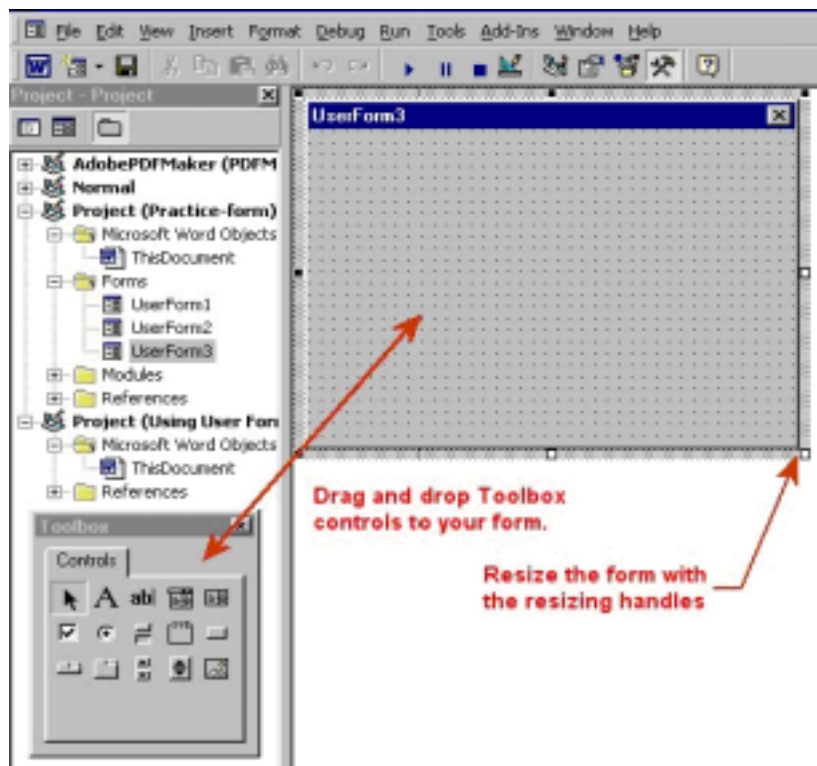 File Edit View Insert Format Debug Run Tools Add-Ins Window Help
Project - Project
UserForm3
AdobePDFMaker (PDFM
Normal
Project (Practice-form)
Microsoft Word Objects
ThisDocument
Forms
UserForm1
UserForm2
UserForm3
Modules
References
Project (Using User Forn
Microsoft Word Objects
ThisDocument
References
Drag and drop Toolbox
controls to your form.
Toolbox
Controls
Resize the form with
the resizing handles
A abl